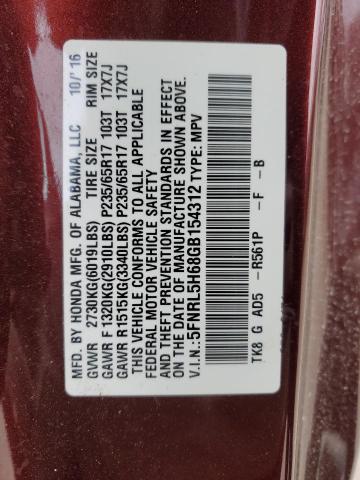 MFD. BY HONDA MFG. OF ALABAMA, LLC 10/'16
GVWR 2730KG(6019LBS) TIRE SIZE RIM SIZE
GAWR F 1320KG(2910LBS) P235/65R17 103T 17X7J
GAWR R 1515KG(3340LBS) P235/65R17 103T 17X7J
THIS VEHICLE CONFORMS TO ALL APPLICABLE
FEDERAL MOTOR VEHICLE SAFETY
AND THEFT PREVENTION STANDARDS IN EFFECT
ON THE DATE OF MANUFACTURE SHOWN ABOVE.
V.I.N.:5FNRL5H68GB154312 TYPE: MPV
TK8 G AD5 -R561P -F -B